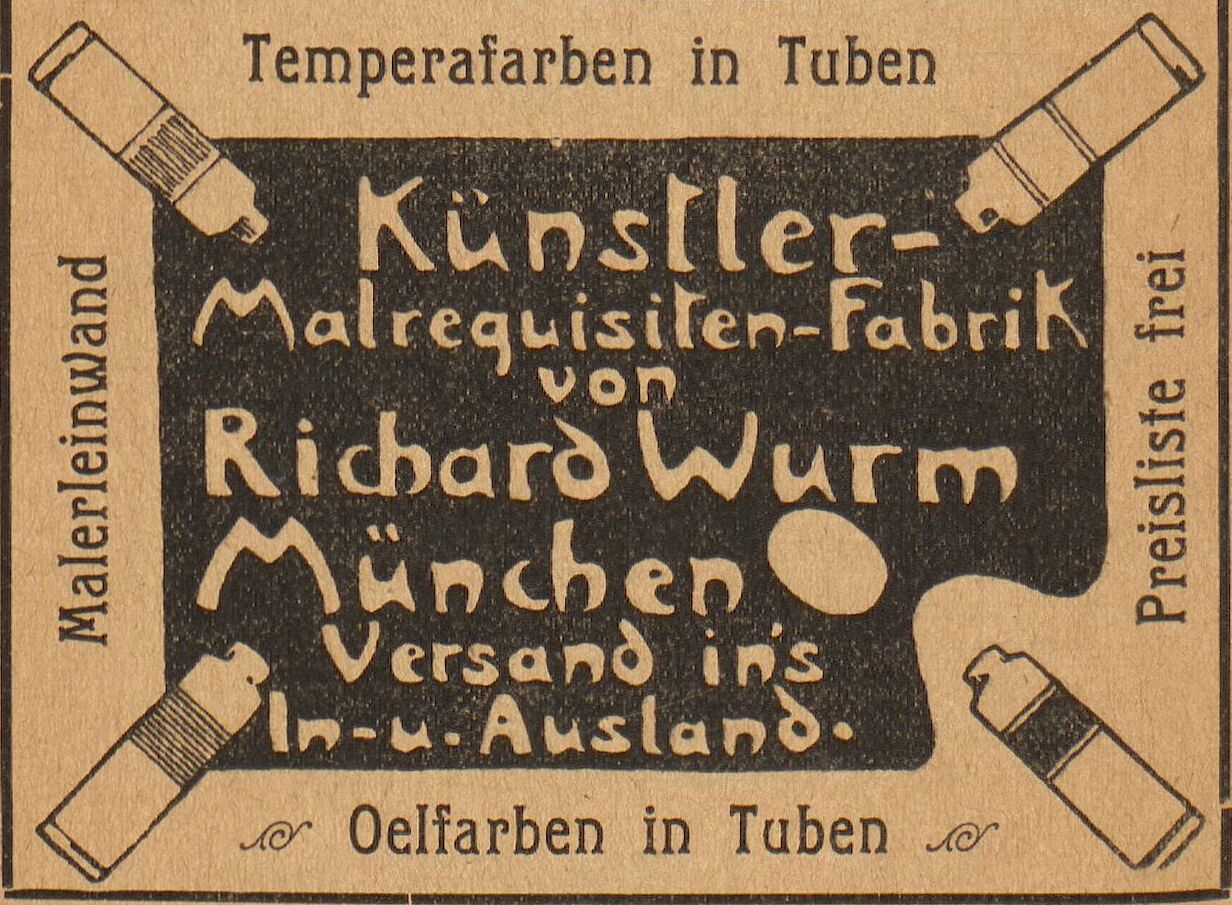 Temperafarben in Tuben
Malerleinwand
Künstler-
Malrequisiten-Fabrik
von
Richard Wurm
München
Versand in's
In-u. Ausland.
Preisliste frei
Oelfarben in Tuben